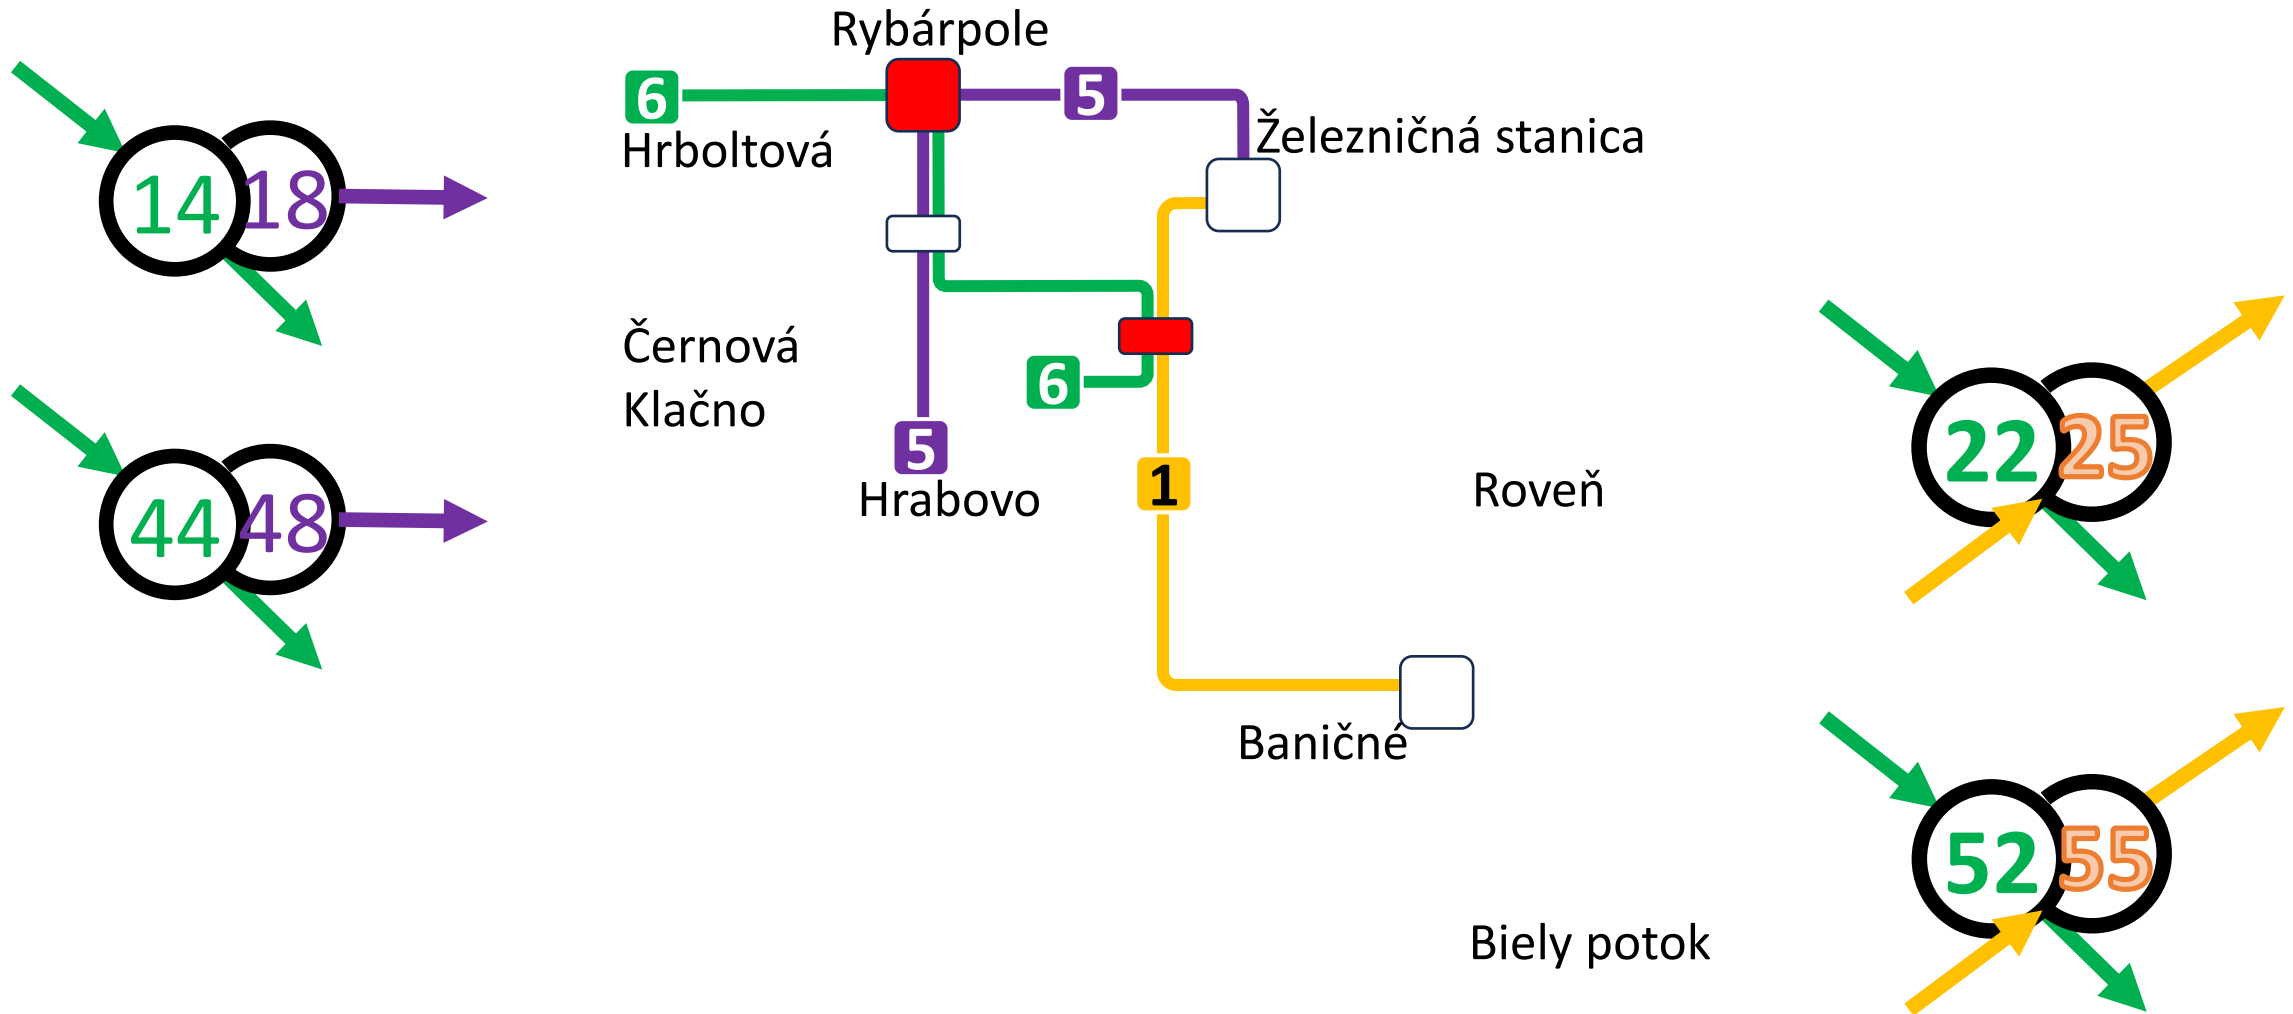 Rybárpole
6
5
Hrboltová
Železničná stanica
14 18
Černová
6
Klačno
5
Hrabovo
1
Roveň
22 25
44 48
Baničné
52 55
Biely potok